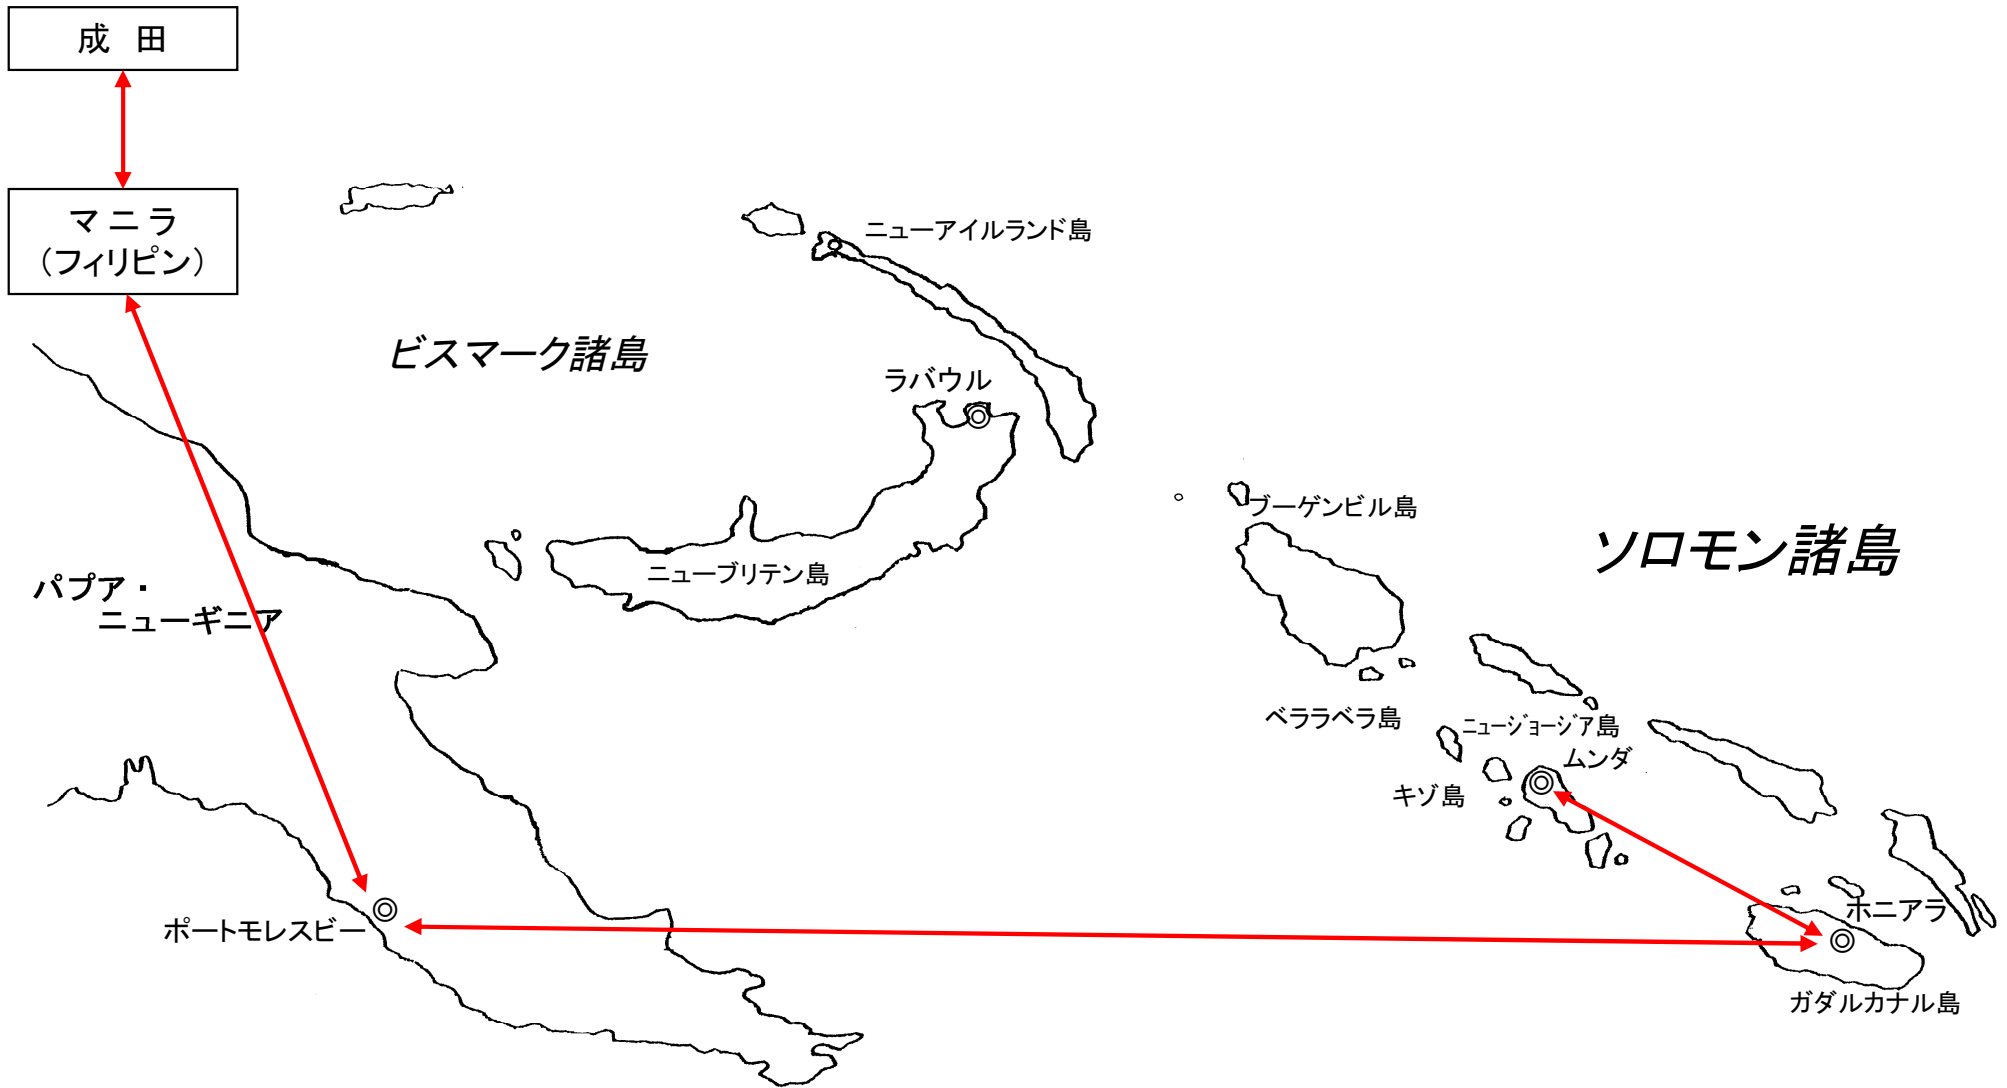 成 田
マ ニ ラ
（フィリピン）
ニューアイルランド島
ビスマーク諸島
ラバウル
ブーゲンビル島
ソロモン諸島
ニューブリテン島
パプア・
ニューギニア
ベララベラ島
ﾆｭｰｼﾞｮｰｼﾞｱ島
ムンダ
キゾ島
ホニアラ
ポートモレスビー
ガダルカナル島